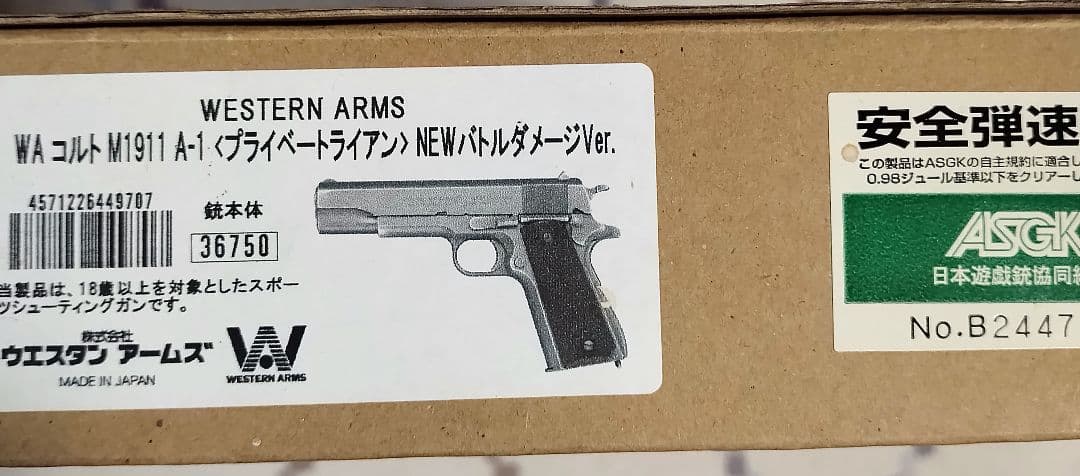 WESTERN ARMS
WA コルト M1911 A-1 〈プライベートライアン〉 NEWバトルダメージVer.
4571226449707
銃本体
36750
当製品は、18歳以上を対象としたスポー
ツシューティングガンです。
株式会社
ウエスタン アームズ
MADE IN JAPAN
WESTERN ARMS
安全弾速
この製品はASGKの自主規約に適合し
0.98ジュール基準以下をクリアーし
ASGK
日本遊戯銃協同組
No.B2447